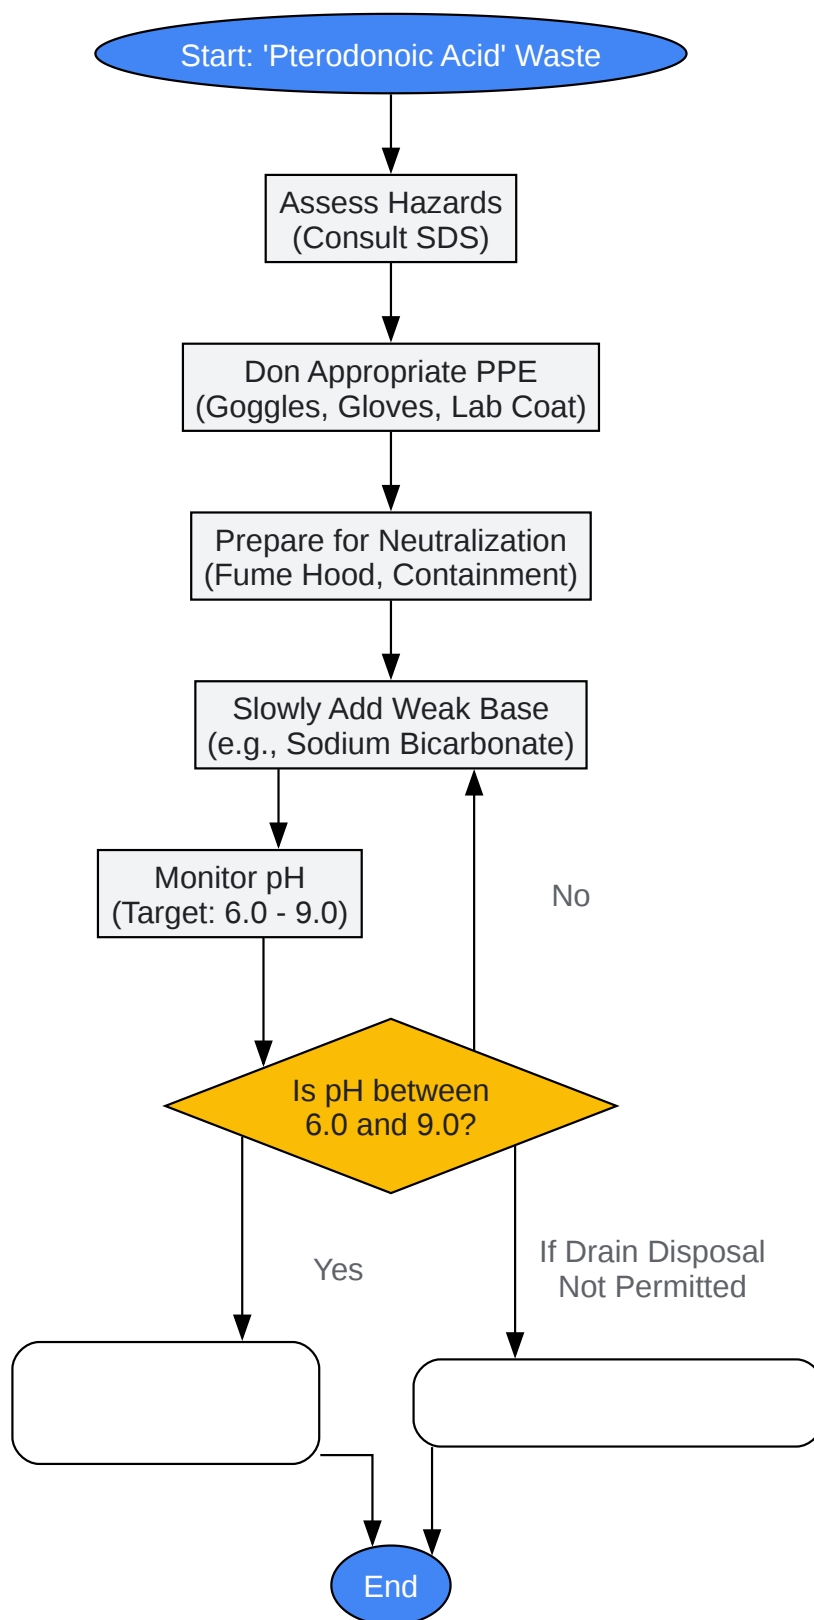 Start: 'Pterodonoic Acid' Waste
Assess Hazards
(Consult SDS)
Don Appropriate PPE
(Goggles, Gloves, Lab Coat)
Prepare for Neutralization
(Fume Hood, Containment)
Slowly Add Weak Base
(e.g., Sodium Bicarbonate)
Monitor pH
(Target: 6.0 - 9.0)
No
Is pH between
6.0 and 9.0?
Yes
If Drain Disposal
Not Permitted
End